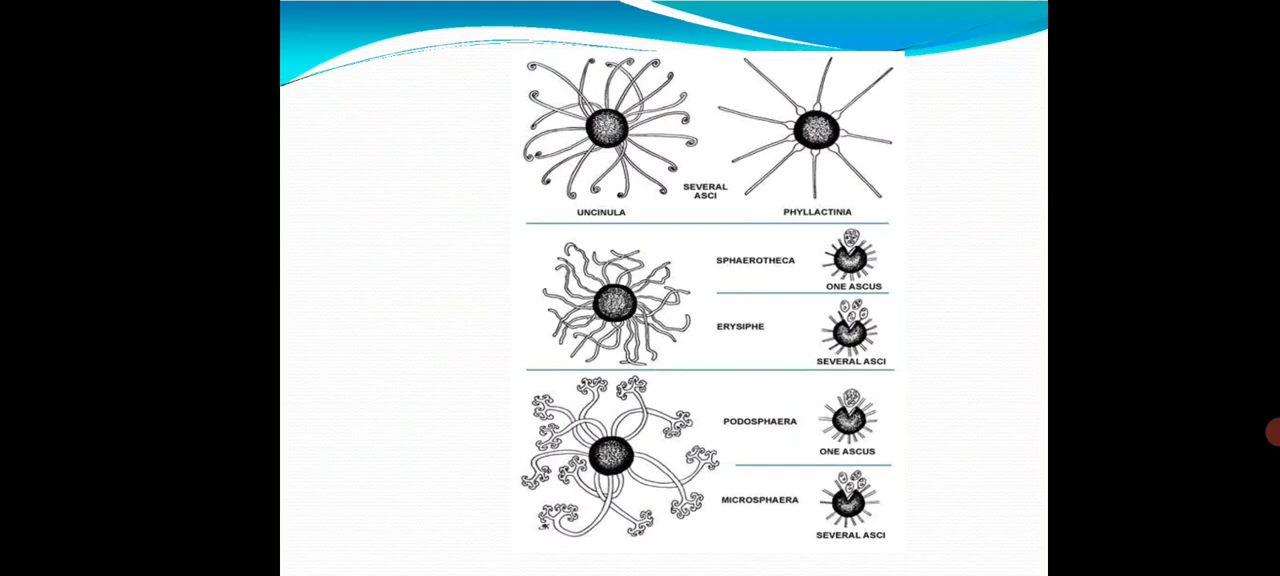 SEVERAL
ASCI
UNCINULA
PHYLLACTINIA
SPHAEROTHECA
ONE ASCUS
ERYSIPHE
SEVERAL ASCI
PODOSPHAERA
ONE ASCUS
MICROSPHAERA
SEVERAL ASCI